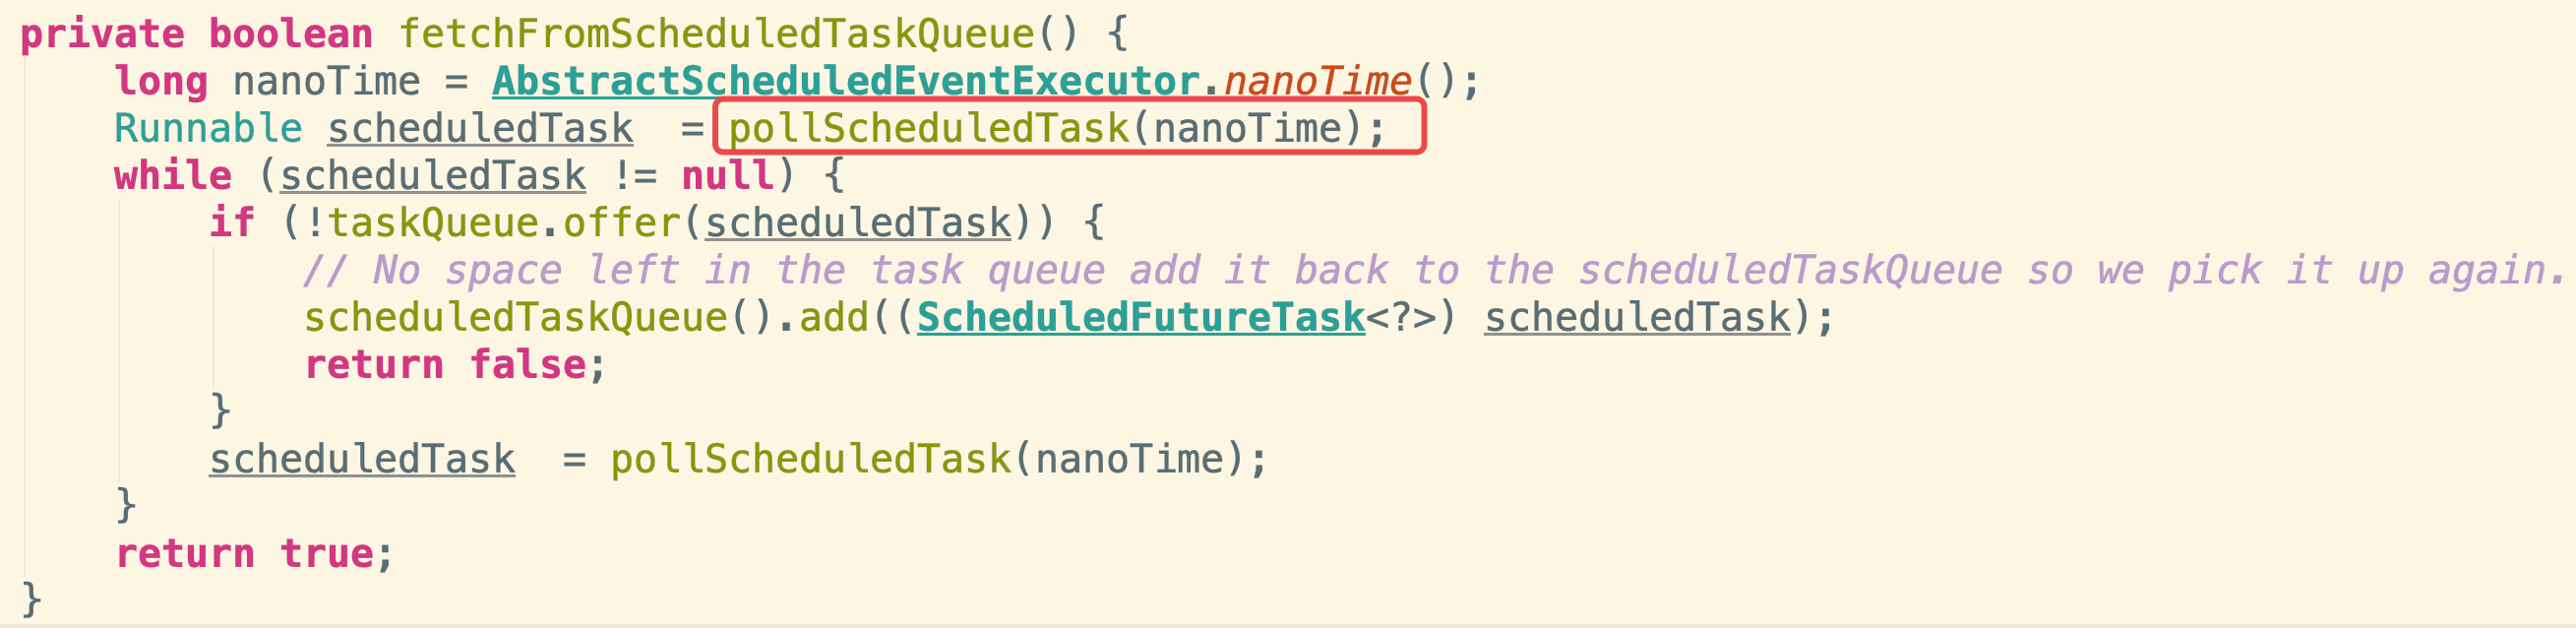 private boolean fetchFromScheduledTaskQueue() {
    long nanoTime = AbstractScheduledEventExecutor.nanoTime();
    Runnable scheduledTask  = pollScheduledTask(nanoTime);
    while (scheduledTask != null) {
        if (!taskQueue.offer(scheduledTask)) {
            // No space left in the task queue add it back to the scheduledTaskQueue so we pick it up again.
            scheduledTaskQueue().add((ScheduledFutureTask<?>) scheduledTask);
            return false;
        }
        scheduledTask  = pollScheduledTask(nanoTime);
    }
    return true;
}